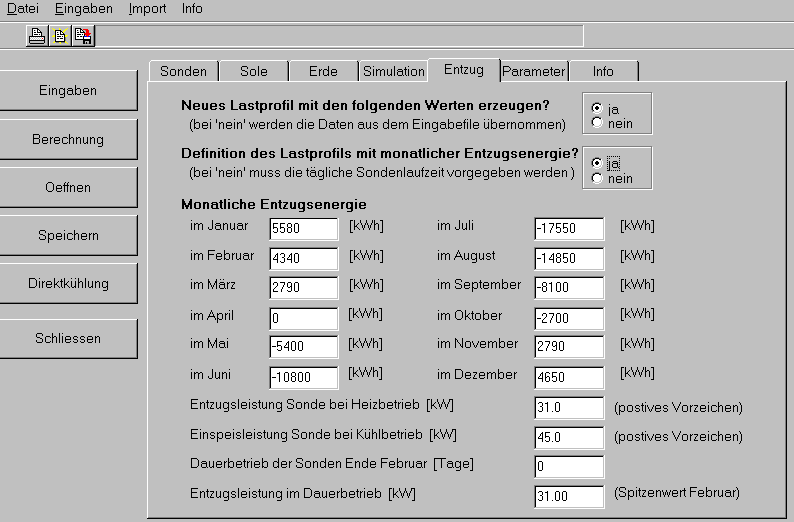 Datei Eingaben Import Info
Sonden Sole Erde Simulation Entzug Parameter Info
Eingaben
Berechnung
Oeffnen
Speichern
Direktkühlung
Schliessen
Neues Lastprofil mit den folgenden Werten erzeugen?
(bei 'nein' werden die Daten aus dem Eingabefile übernommen)
ja
nein
Definition des Lastprofils mit monatlicher Entzugsenergie?
(bei 'nein' muss die tägliche Sondenlaufzeit vorgegeben werden )
ja
nein
Monatliche Entzugsenergie
im Januar 5580 [kWh] im Juli -17550 [kWh]
im Februar 4340 [kWh] im August -14850 [kWh]
im März 2790 [kWh] im September -8100 [kWh]
im April 0 [kWh] im Oktober -2700 [kWh]
im Mai -5400 [kWh] im November 2790 [kWh]
im Juni -10800 [kWh] im Dezember 4650 [kWh]
Entzugsleistung Sonde bei Heizbetrieb [kW] 31.0 (postives Vorzeichen)
Einspeisleistung Sonde bei Kühlbetrieb [kW] 45.0 (postives Vorzeichen)
Dauerbetrieb der Sonden Ende Februar [Tage] 0
Entzugsleistung im Dauerbetrieb [kW] 31.00 (Spitzenwert Februar)